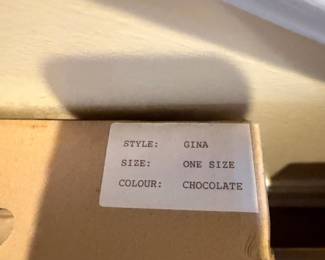 STYLE: GINA
SIZE: ONE SIZE
COLOUR: CHOCOLATE